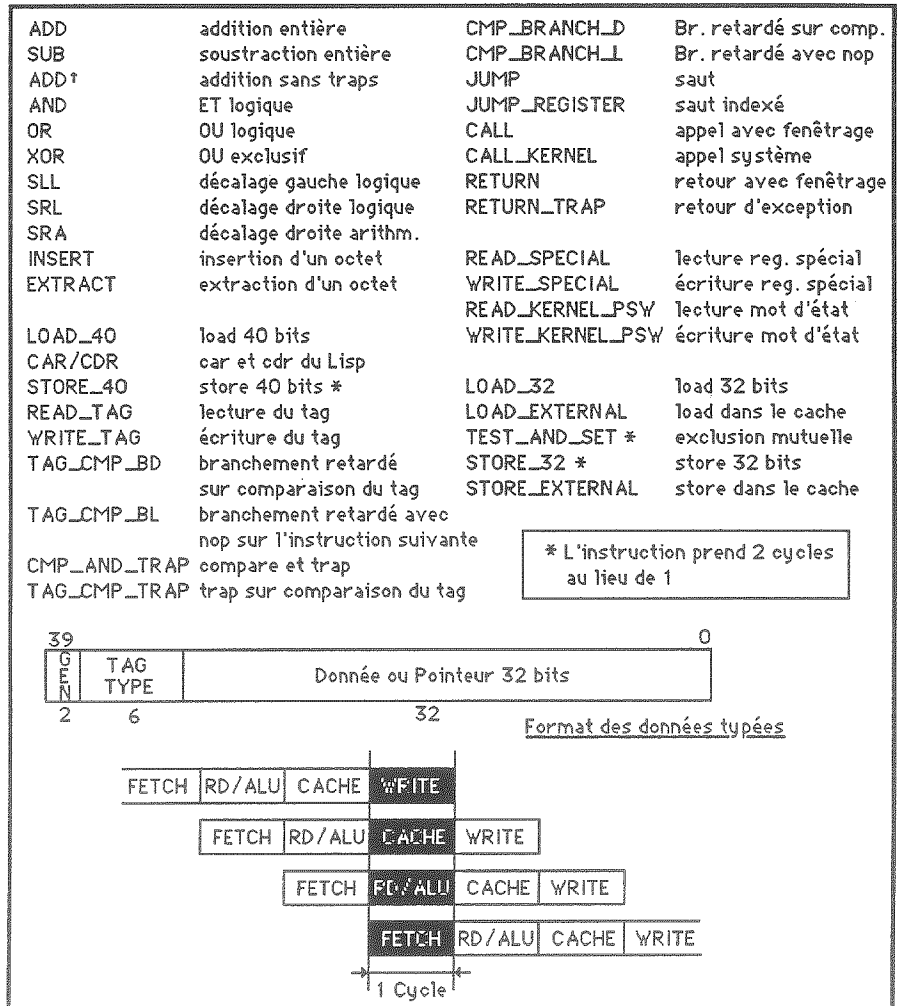 ADD addition entière
SUB soustraction entière
ADD† addition sans traps
AND ET logique
OR OU logique
XOR OU exclusif
SLL décalage gauche logique
SRL décalage droite logique
SRA décalage droite arithm.
INSERT insertion d'un octet
EXTRACT extraction d'un octet
LOAD_40 load 40 bits
CAR/CDR car et cdr du Lisp
STORE_40 store 40 bits *
READ_TAG lecture du tag
WRITE_TAG écriture du tag
TAG_CMP_BD branchement retardé
sur comparaison du tag
TAG_CMP_BL branchement retardé avec
nop sur l'instruction suivante
CMP_AND_TRAP compare et trap
TAG_CMP_TRAP trap sur comparaison du tag
CMP_BRANCH_D Br. retardé sur comp.
CMP_BRANCH_L Br. retardé avec nop
JUMP saut
JUMP_REGISTER saut indexé
CALL appel avec fenêtrage
CALL_KERNEL appel système
RETURN retour avec fenêtrage
RETURN_TRAP retour d'exception
READ_SPECIAL lecture reg. spécial
WRITE_SPECIAL écriture reg. spécial
READ_KERNEL_PSW lecture mot d'état
WRITE_KERNEL_PSW écriture mot d'état
LOAD_32 load 32 bits
LOAD_EXTERNAL load dans le cache
TEST_AND_SET * exclusion mutuelle
STORE_32 * store 32 bits
STORE_EXTERNAL store dans le cache
* L'instruction prend 2 cycles
au lieu de 1
39 0
GEN TAG TYPE Donnée ou Pointeur 32 bits
2 6 32
Format des données typées
FETCH RD/ALU CACHE WRITE
FETCH RD/ALU CACHE WRITE
FETCH RD/ALU CACHE WRITE
FETCH RD/ALU CACHE WRITE
1 Cycle